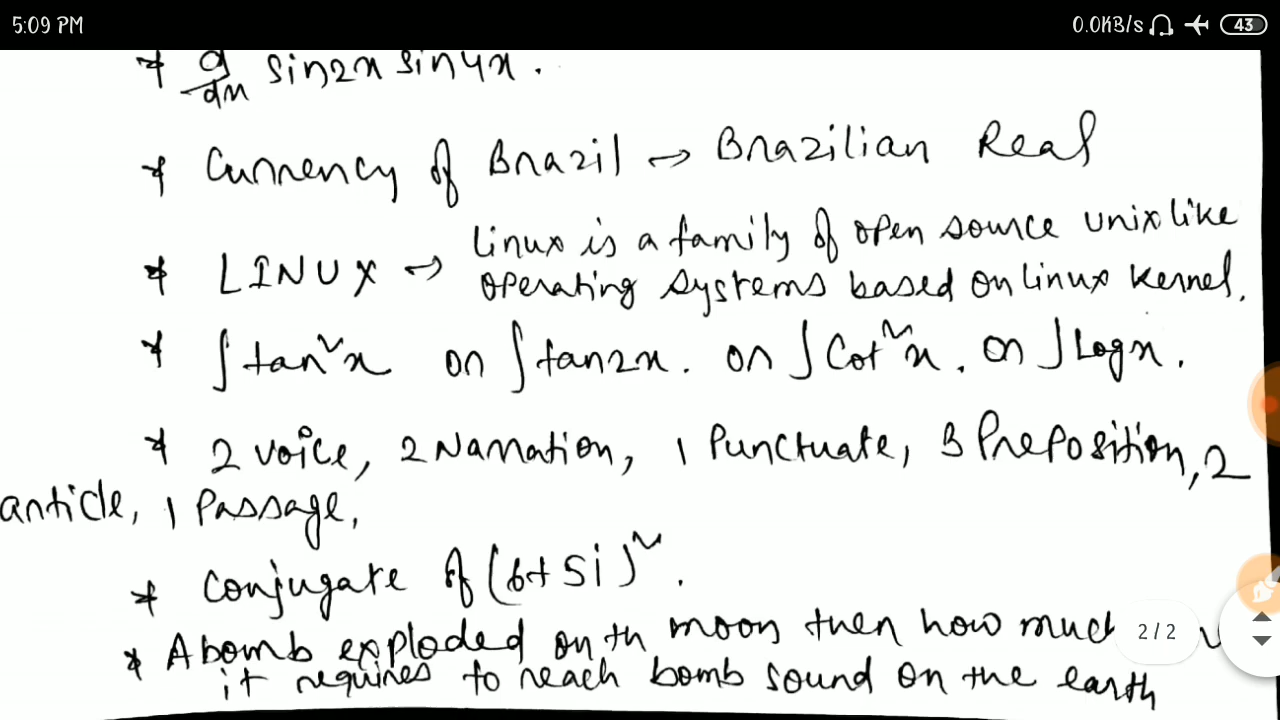 5:09 PM
0.0KB/s 43
* d/dx sin2x sin4x.
* Currency of Brazil → Brazilian Real
* LINUX → Linux is a family of open source unix like
operating systems based on linux kernel.
* ∫tan²x or ∫tan2x. or ∫Cot²x. or ∫Logx.
* 2 voice, 2 Narration, 1 Punctuate, 3 Preposition, 2
article, 1 Passage,
* Conjugate of (6+5i)².
* A bomb exploded on th moon then how much
it requires to reach bomb sound on the earth
2/2